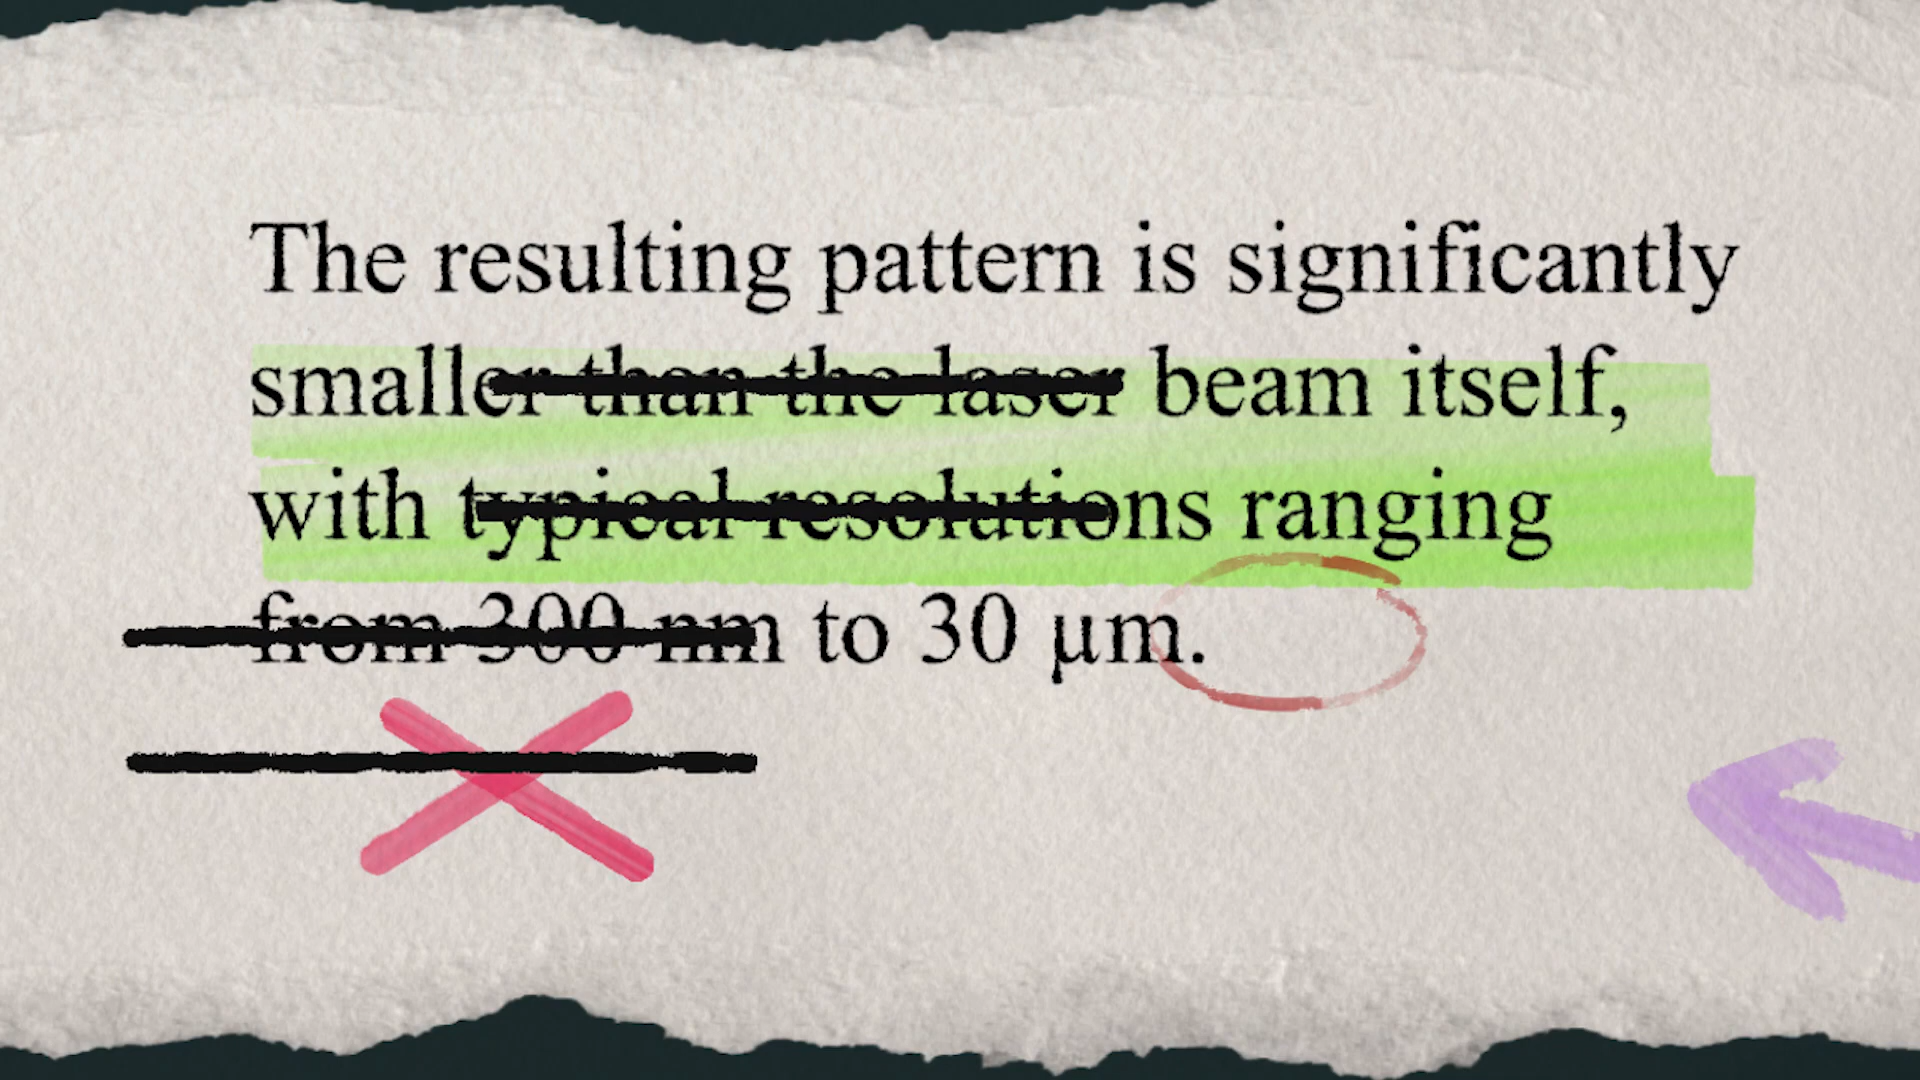 The resulting pattern is significantly
smaller than the laser beam itself,
with typical resolutions ranging
from 300 nm to 30 μm.